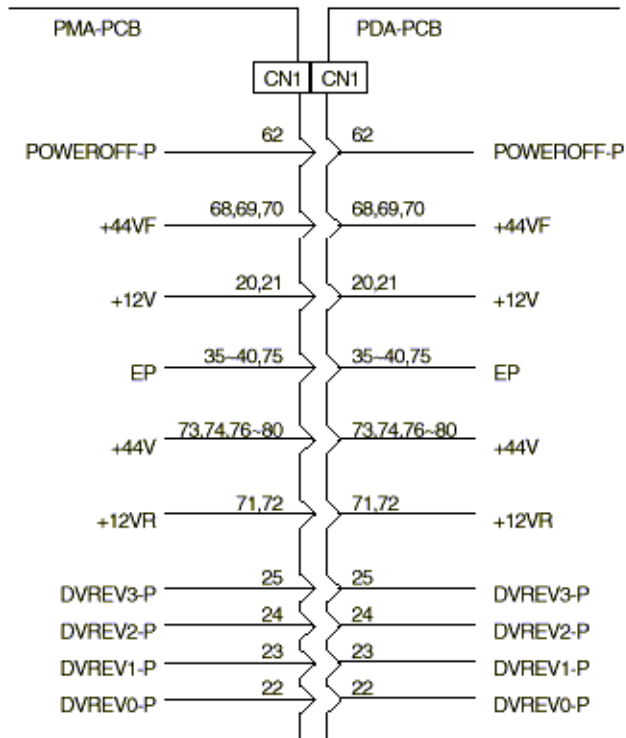 PMA-PCB PDA-PCB
CN1 CN1
POWEROFF-P 62 62 POWEROFF-P
+44VF 68,69,70 68,69,70 +44VF
+12V 20,21 20,21 +12V
EP 35~40,75 35~40,75 EP
+44V 73,74,76~80 73,74,76~80 +44V
+12VR 71,72 71,72 +12VR
DVREV3-P 25 25 DVREV3-P
DVREV2-P 24 24 DVREV2-P
DVREV1-P 23 23 DVREV1-P
DVREV0-P 22 22 DVREV0-P